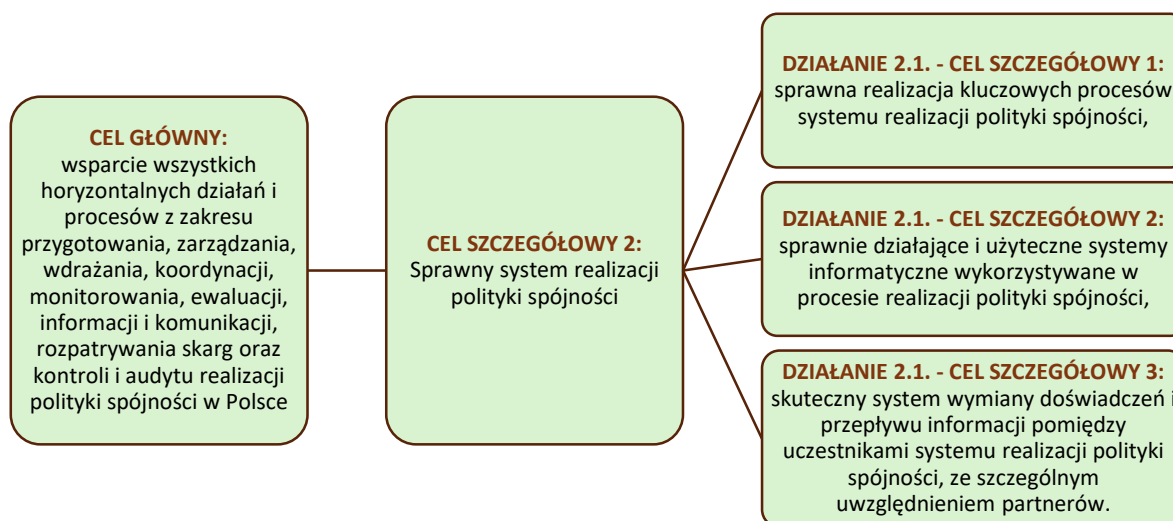 CEL GŁÓWNY:
wsparcie wszystkich
horyzontalnych działań i
procesów z zakresu
przygotowania, zarządzania,
wdrażania, koordynacji,
monitorowania, ewaluacji,
informacji i komunikacji,
rozpatrywania skarg oraz
kontroli i audytu realizacji
polityki spójności w Polsce
CEL SZCZEGÓŁOWY 2:
Sprawny system realizacji
polityki spójności
DZIAŁANIE 2.1. - CEL SZCZEGÓŁOWY 1:
sprawna realizacja kluczowych procesów
systemu realizacji polityki spójności,
DZIAŁANIE 2.1. - CEL SZCZEGÓŁOWY 2:
sprawnie działające i użyteczne systemy
informatyczne wykorzystywane w
procesie realizacji polityki spójności,
DZIAŁANIE 2.1. - CEL SZCZEGÓŁOWY 3:
skuteczny system wymiany doświadczeń i
przepływu informacji pomiędzy
uczestnikami systemu realizacji polityki
spójności, ze szczególnym
uwzględnieniem partnerów.